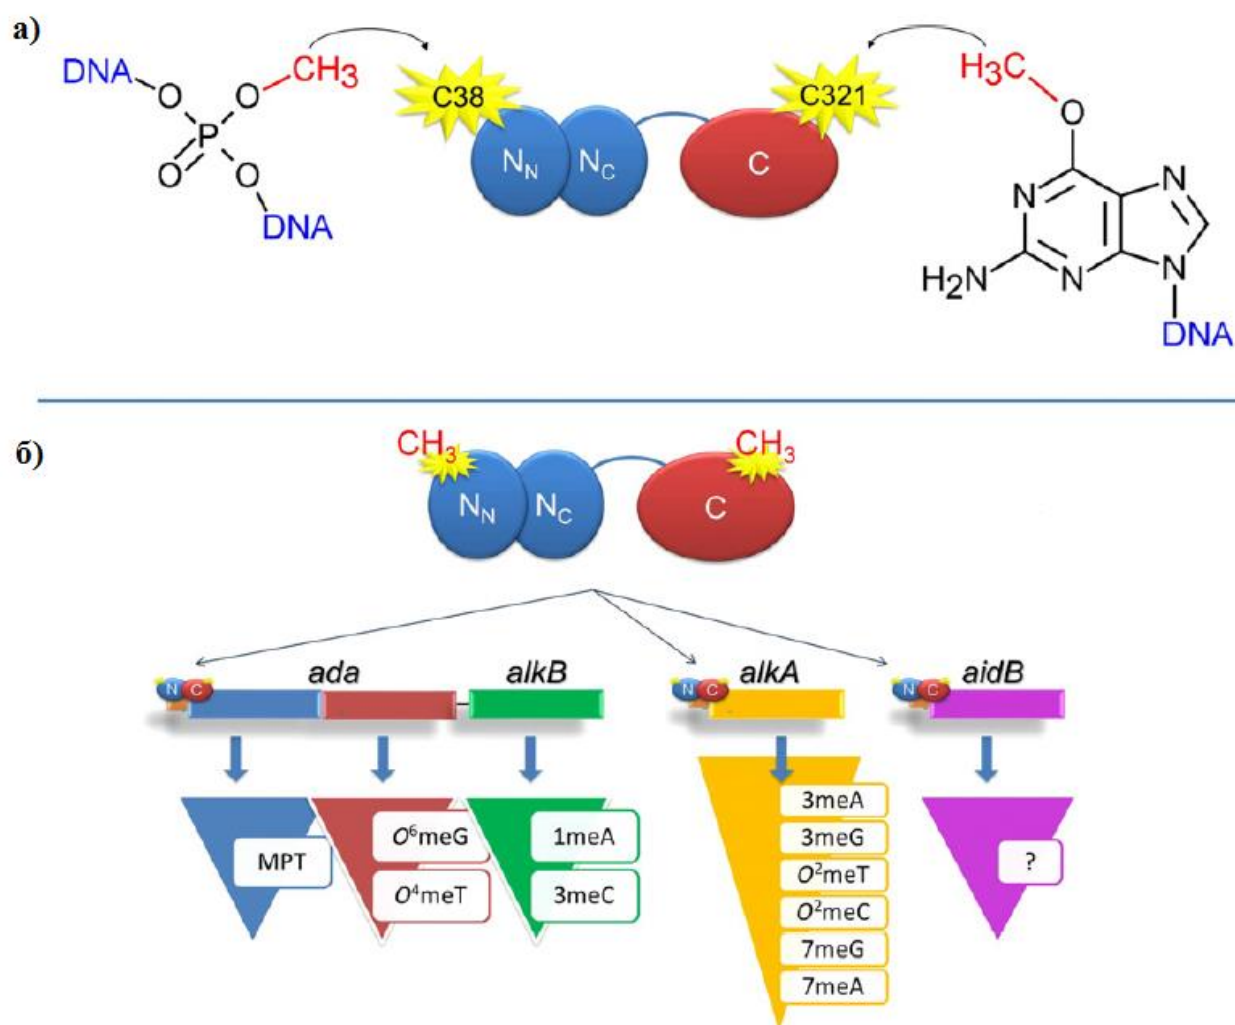 а)
DNA
O
O
CH3
P
O
O
DNA
C38
NN
NC
C
C321
H3C
O
N
N
N
N
H2N
DNA
б)
CH3
CH3
NN
NC
C
ada
alkB
alkA
aidB
N C
N C
N C
MPT
O⁶meG
O⁴meT
1meA
3meC
3meA
3meG
O²meT
O²meC
7meG
7meA
?